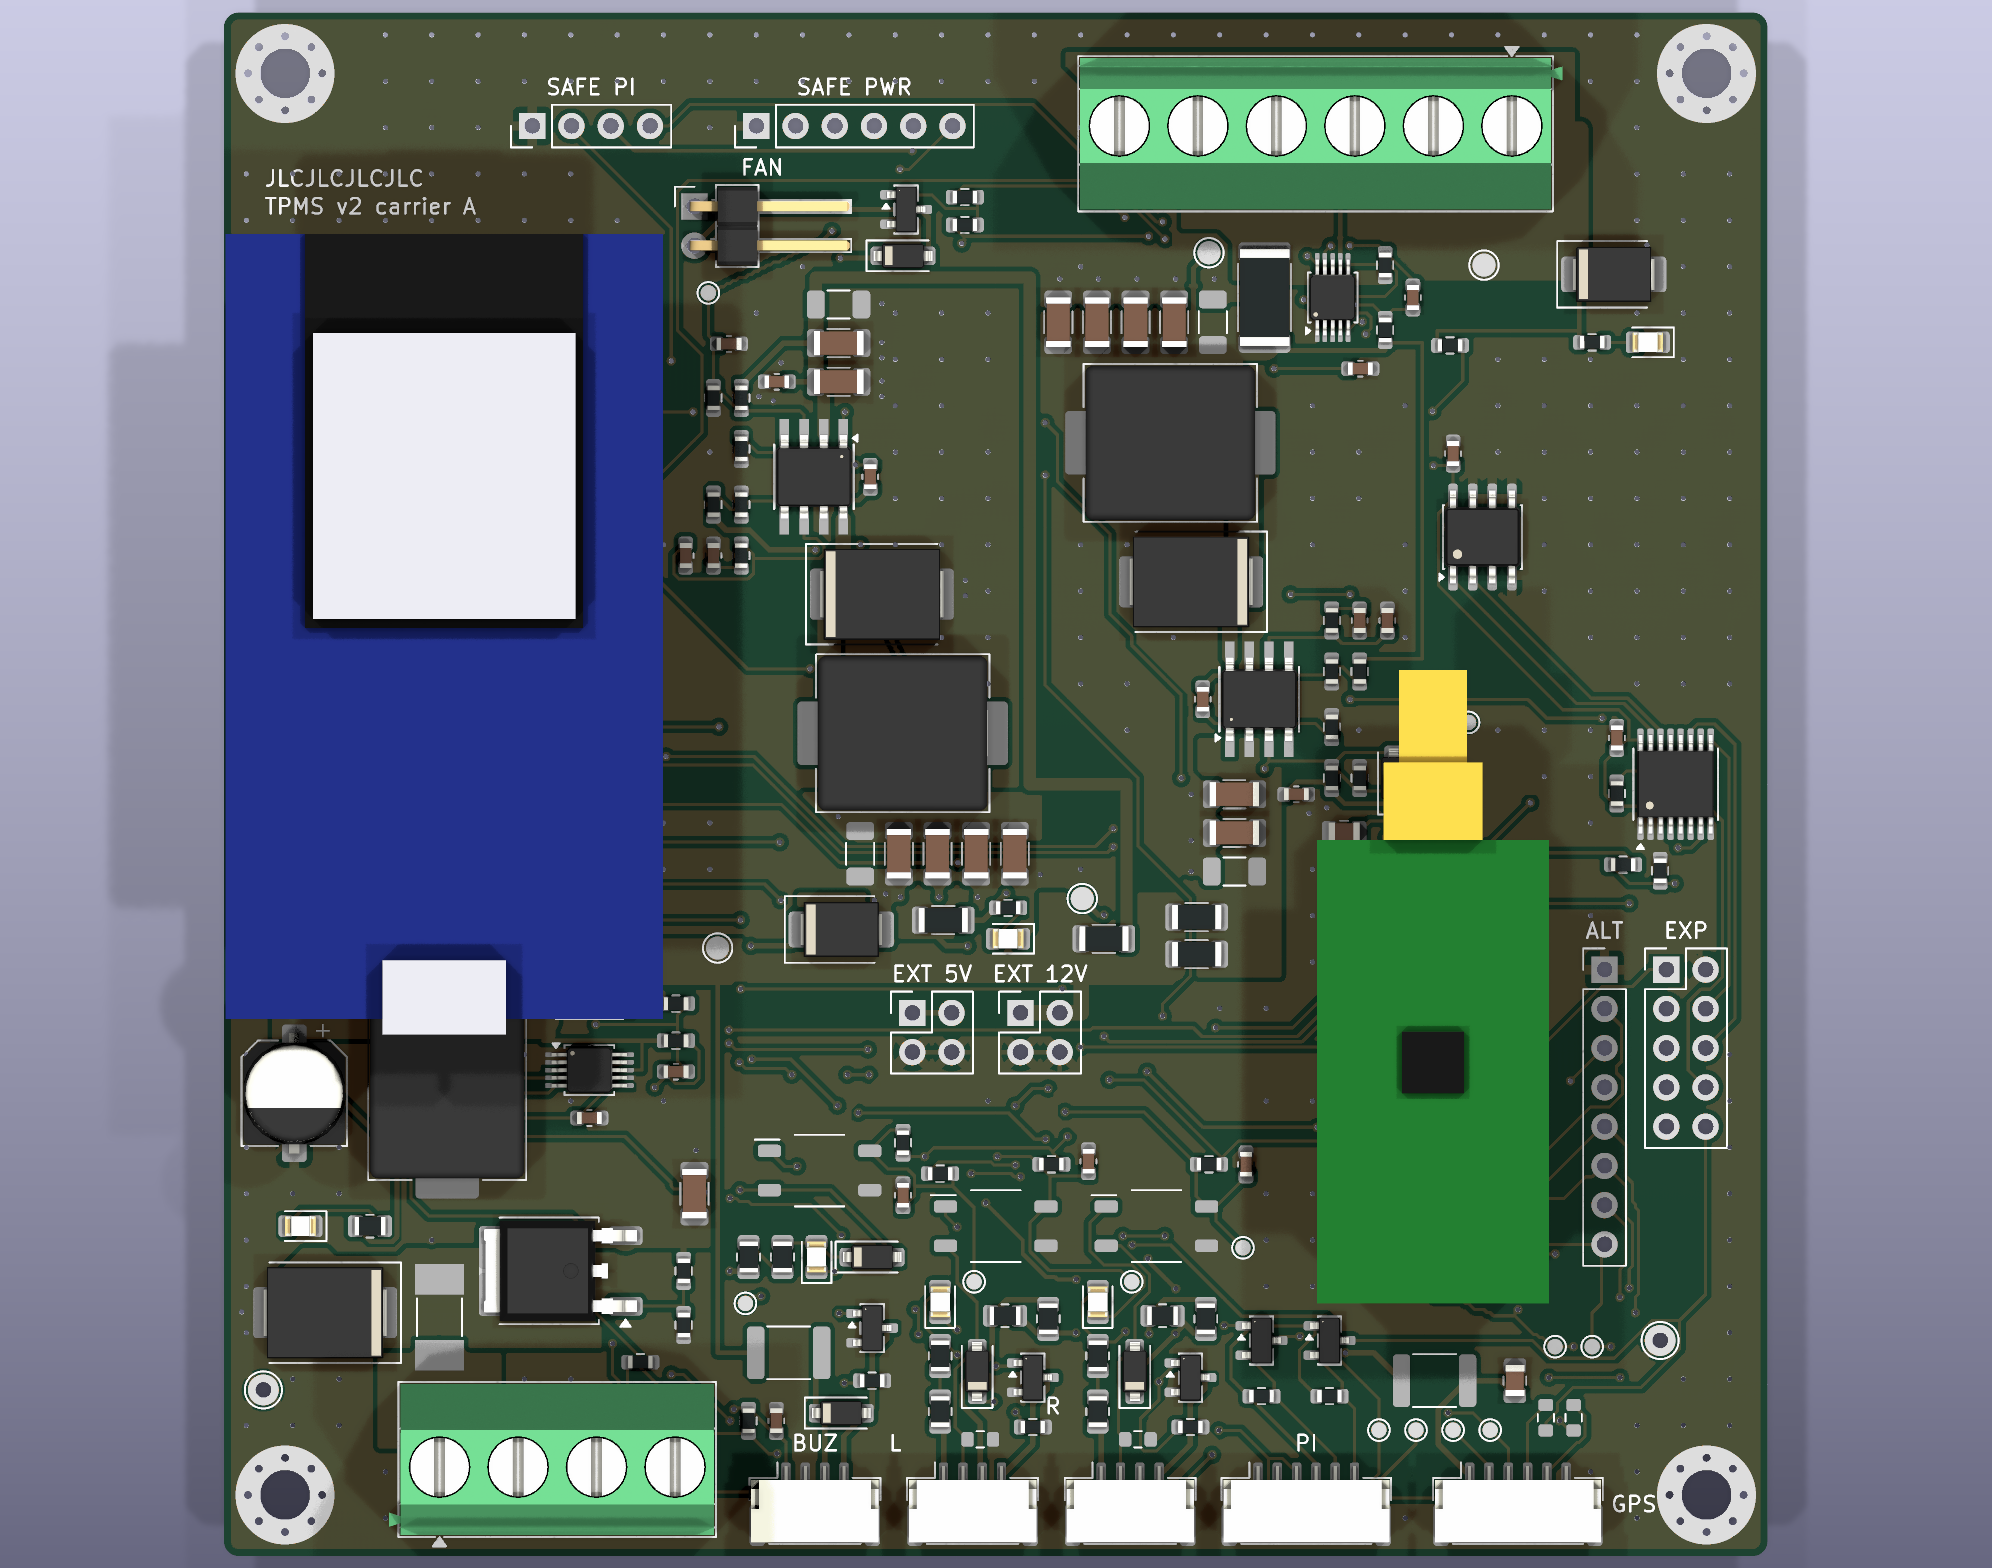 SAFE PI
SAFE PWR
FAN
JLCJLCJLCJLC
TPMS v2 carrier A
ALT
EXP
EXT 5V
EXT 12V
+
R
BUZ
L
PI
GPS